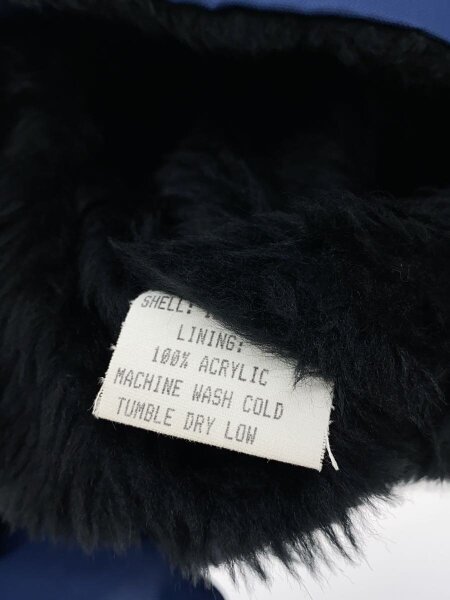 SHELL:
LINING:
100% ACRYLIC
MACHINE WASH COLD
TUMBLE DRY LOW